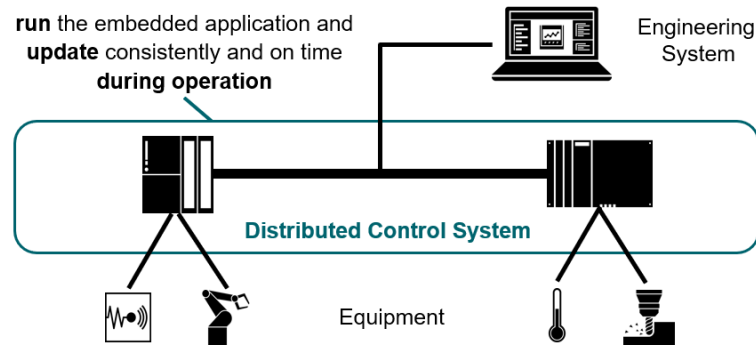 run the embedded application and
update consistently and on time
during operation
Engineering
System
Distributed Control System
Equipment